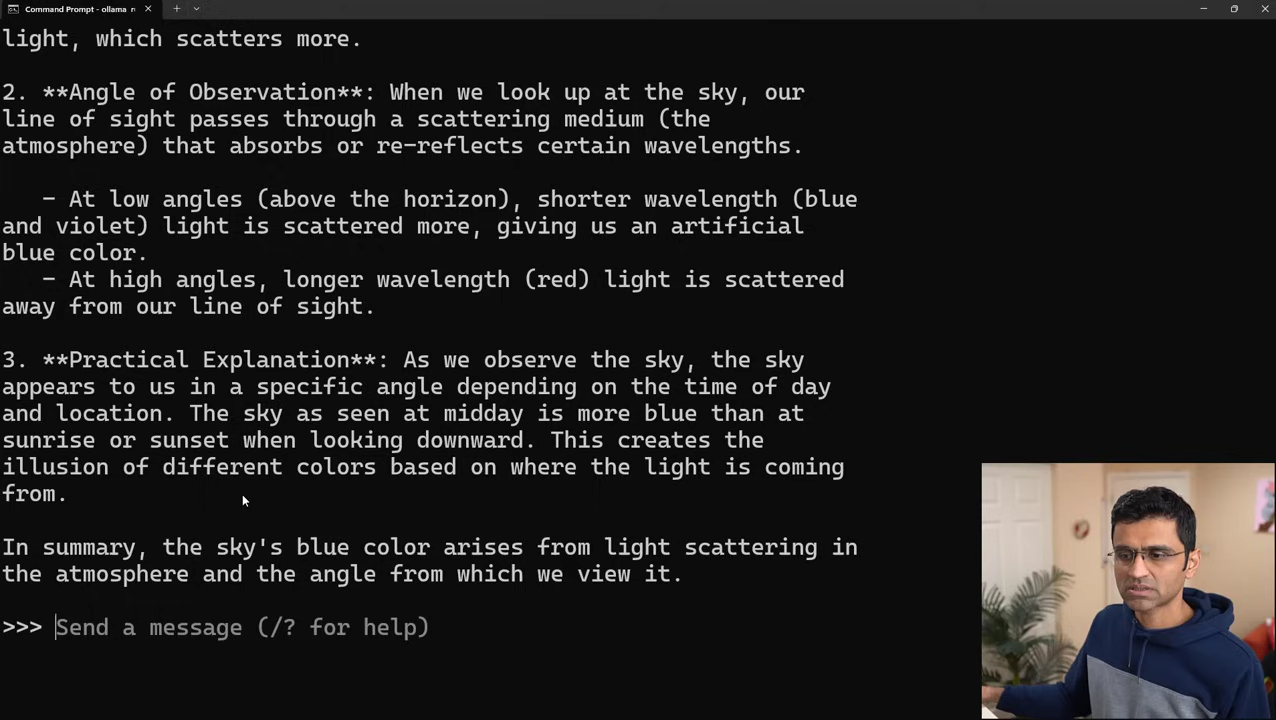 Command Prompt - ollama r
light, which scatters more.
2. **Angle of Observation**: When we look up at the sky, our
line of sight passes through a scattering medium (the
atmosphere) that absorbs or re-reflects certain wavelengths.
- At low angles (above the horizon), shorter wavelength (blue
and violet) light is scattered more, giving us an artificial
blue color.
- At high angles, longer wavelength (red) light is scattered
away from our line of sight.
3. **Practical Explanation**: As we observe the sky, the sky
appears to us in a specific angle depending on the time of day
and location. The sky as seen at midday is more blue than at
sunrise or sunset when looking downward. This creates the
illusion of different colors based on where the light is coming
from.
In summary, the sky's blue color arises from light scattering in
the atmosphere and the angle from which we view it.
>>> Send a message (/? for help)